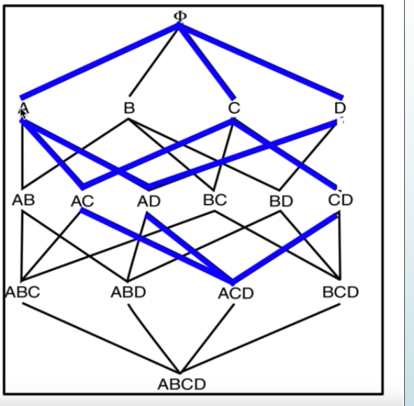 Φ
A B C D
AB AC AD BC BD CD
ABC ABD ACD BCD
ABCD